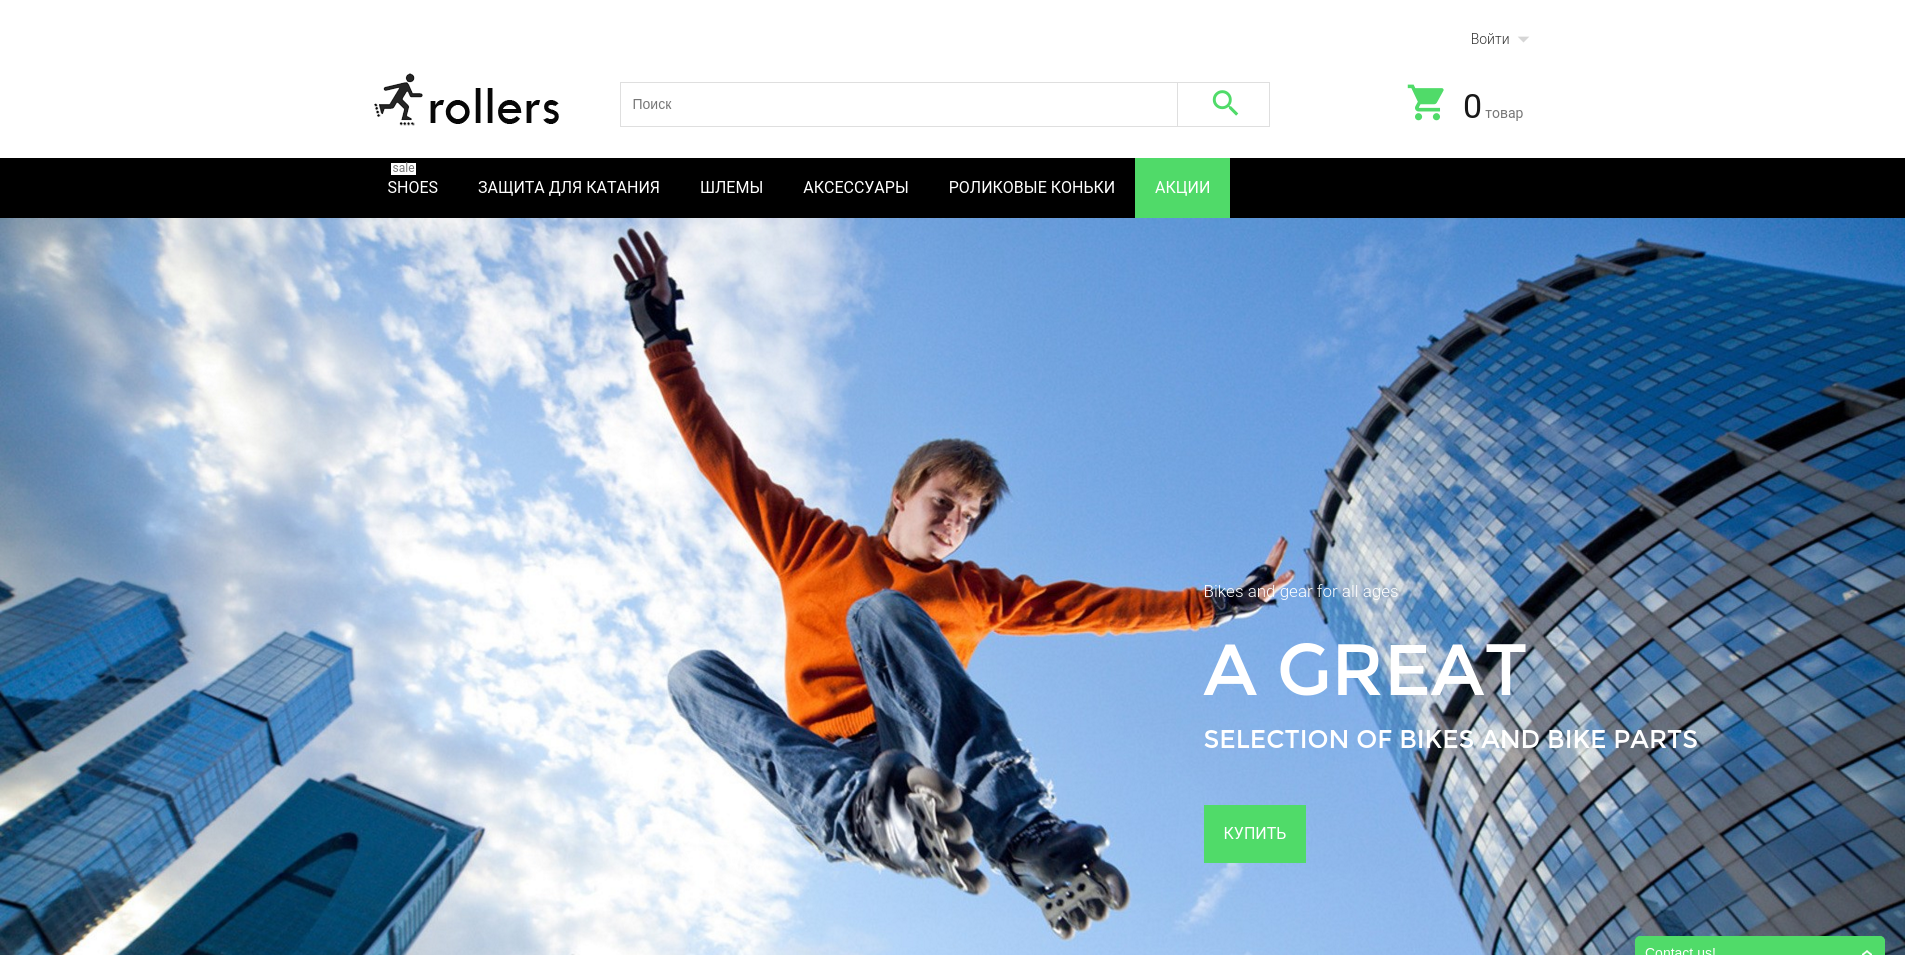 Войти
rollers
Поиск
0 товар
sale
SHOES
ЗАЩИТА ДЛЯ КАТАНИЯ
ШЛЕМЫ
АКСЕССУАРЫ
РОЛИКОВЫЕ КОНЬКИ
АКЦИИ
Bikes and gear for all ages
A GREAT
SELECTION OF BIKES AND BIKE PARTS
КУПИТЬ
Contact us!